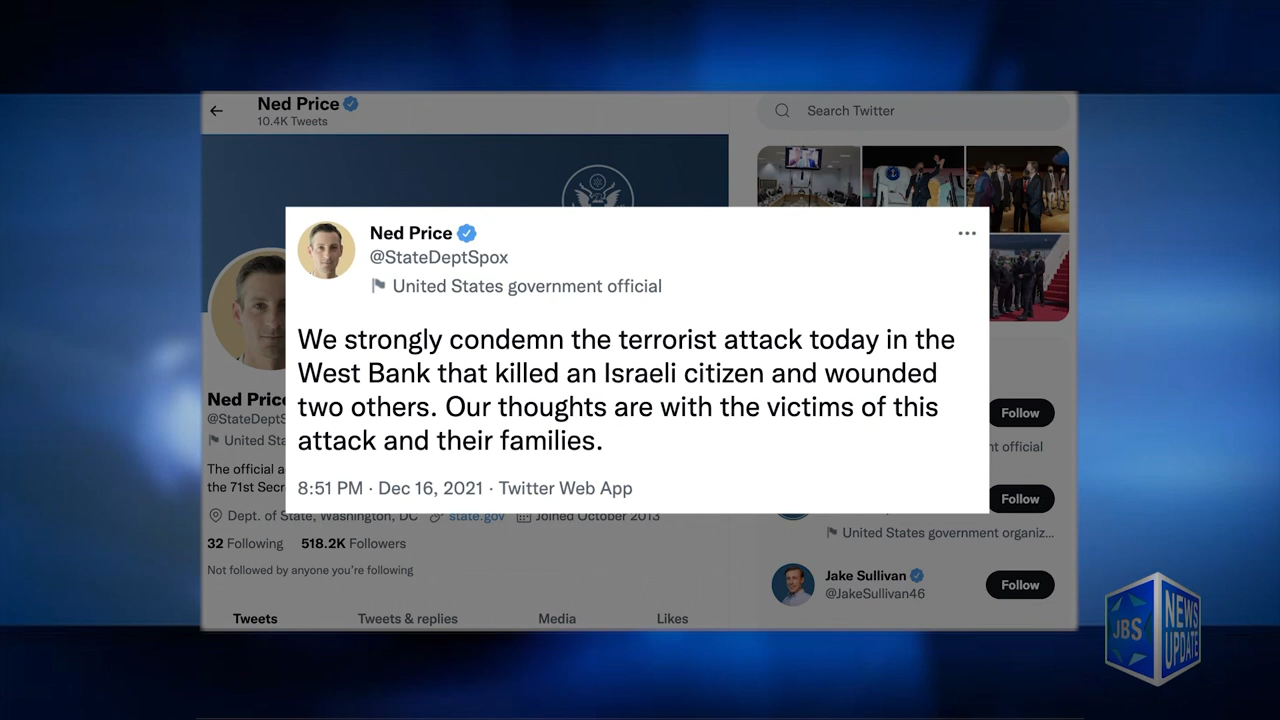 Ned Price
10.4K Tweets
Search Twitter
Ned Price
@StateDeptSpox
United States government official
We strongly condemn the terrorist attack today in the
West Bank that killed an Israeli citizen and wounded
two others. Our thoughts are with the victims of this
attack and their families.
8:51 PM · Dec 16, 2021 · Twitter Web App
Ned Price
@StateDeptS
United Sta
The official a
the 71st Secr
Dept. of State, Washington, DC
state.gov
Joined October 2013
32 Following 518.2K Followers
Not followed by anyone you're following
Tweets Tweets & replies Media Likes
Follow
nt official
Follow
United States government organiz...
Jake Sullivan
@JakeSullivan46
Follow
JBS
NEWS
UPDATE